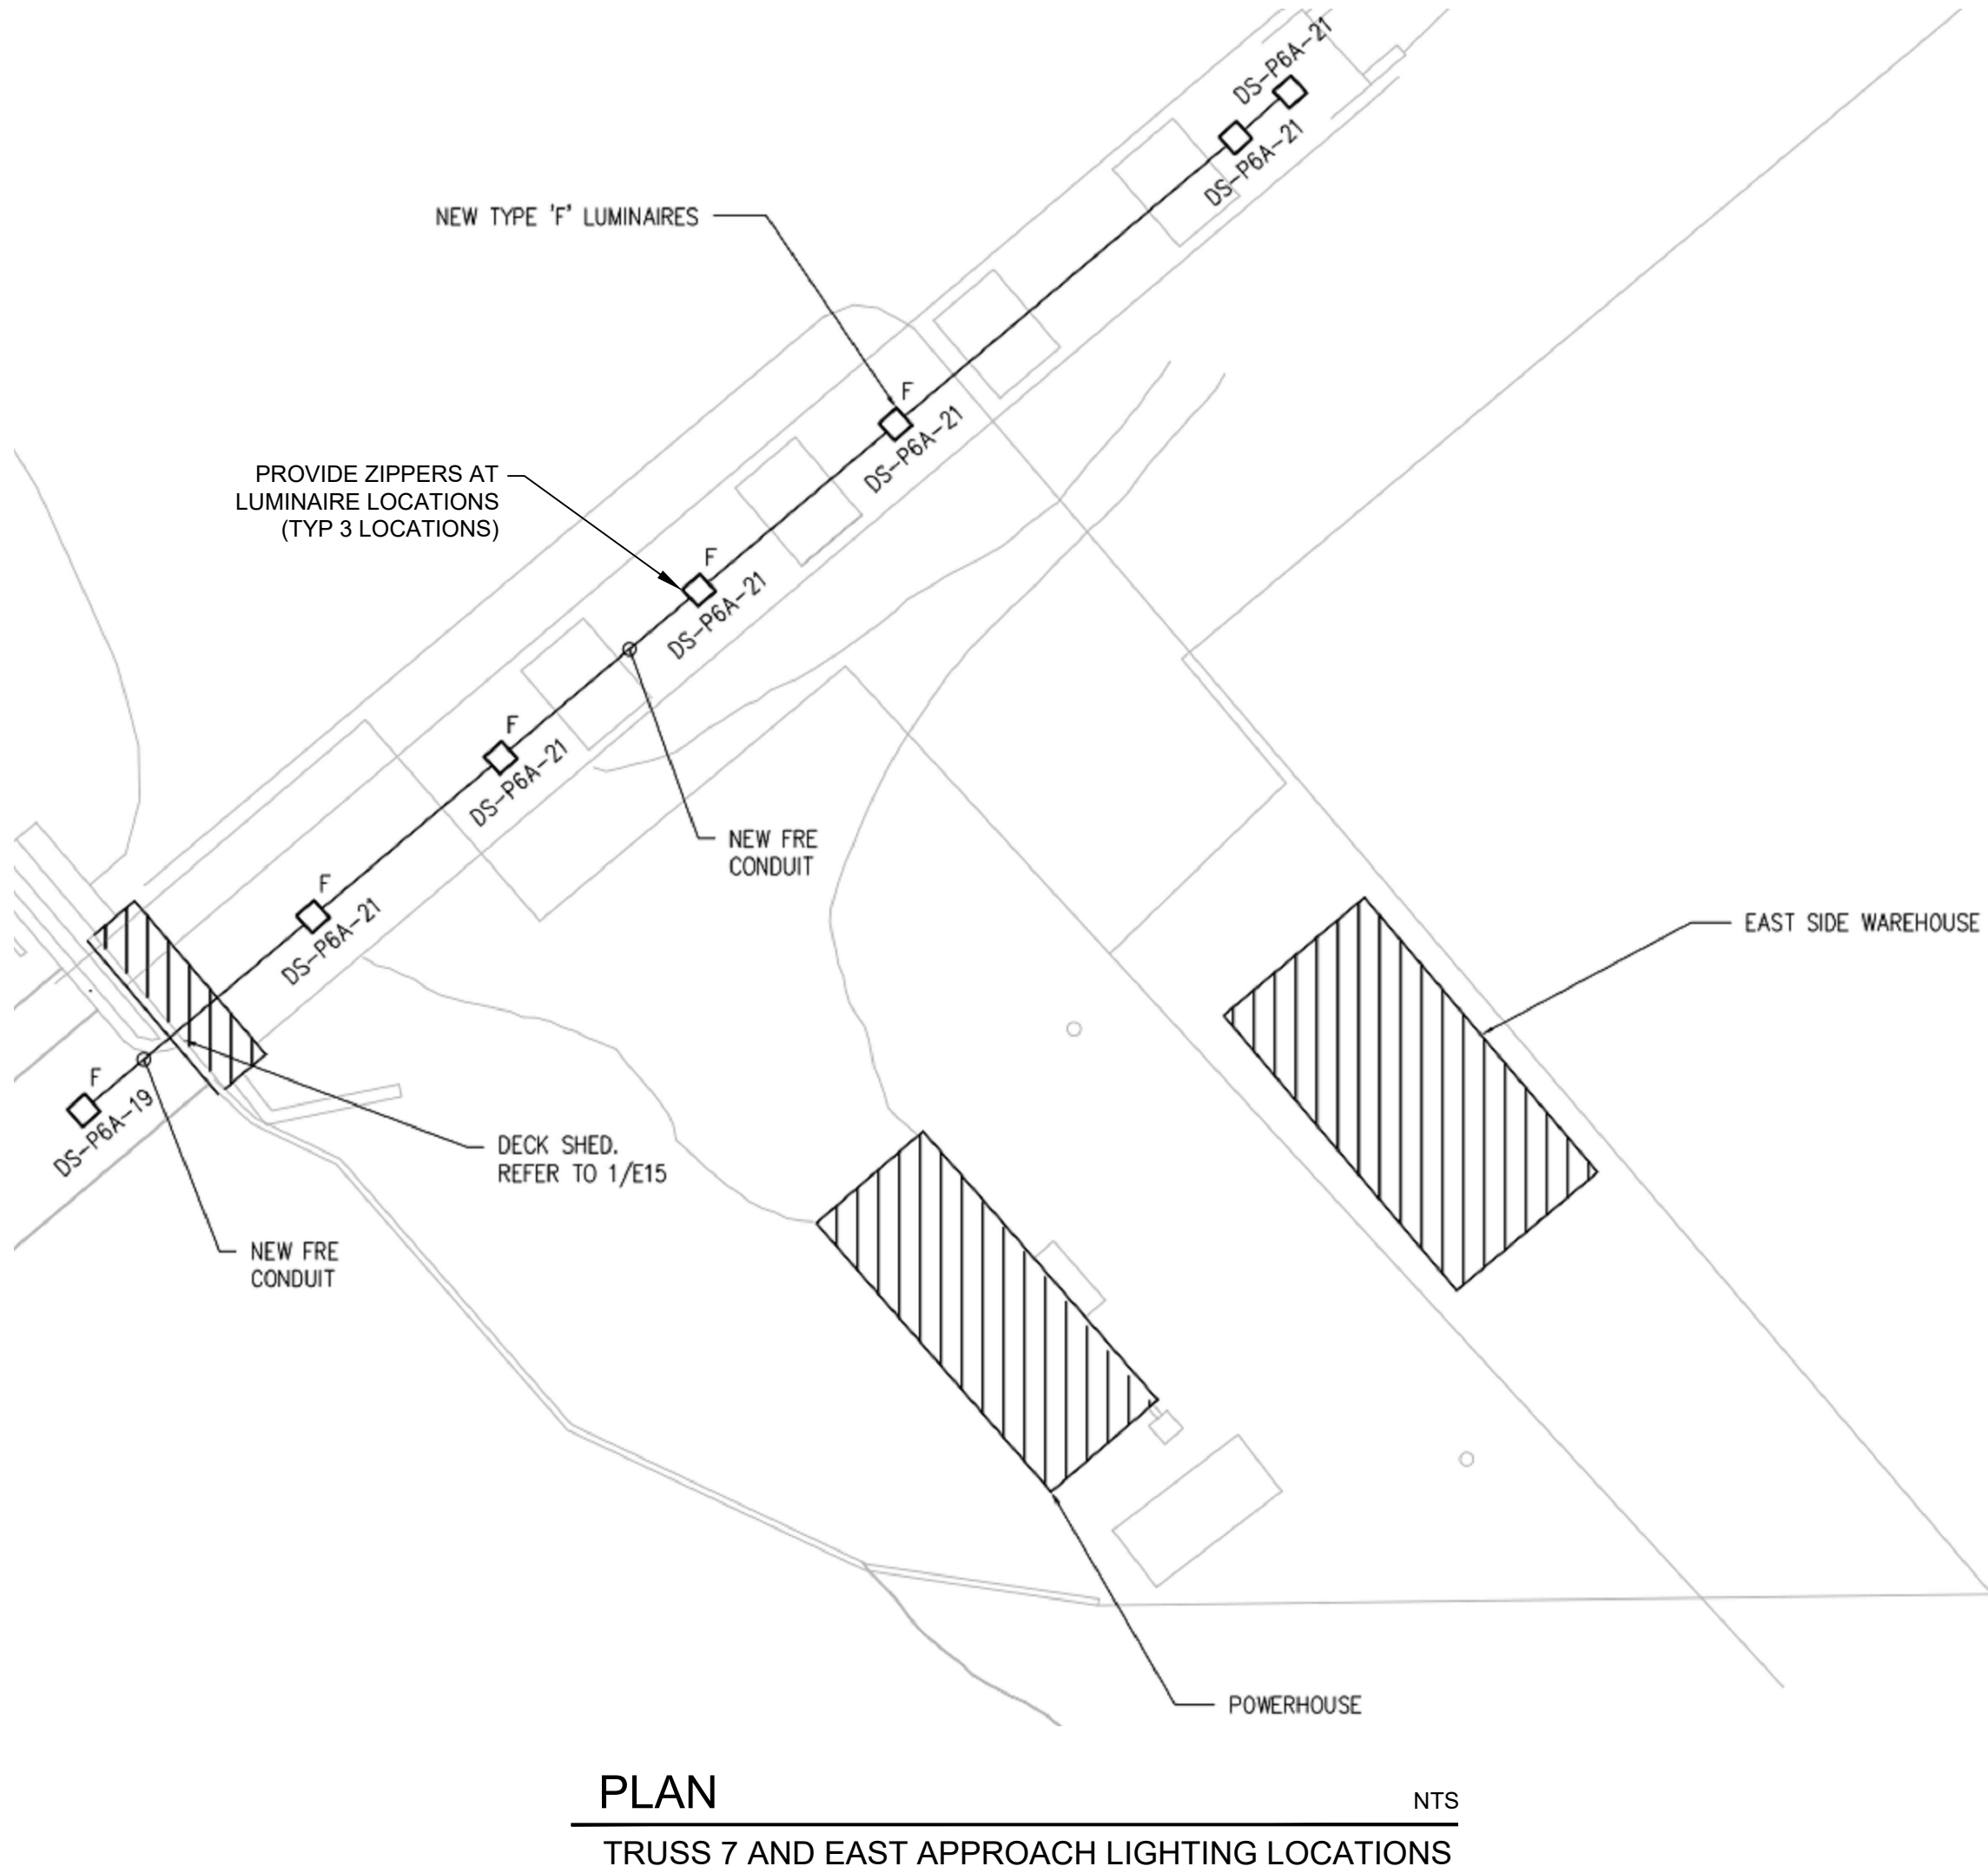 DS-P6A-21
DS-P6A-21
NEW TYPE 'F' LUMINAIRES
F
DS-P6A-21
PROVIDE ZIPPERS AT
LUMINAIRE LOCATIONS
(TYP 3 LOCATIONS)
F
DS-P6A-21
F
DS-P6A-21
NEW FRE
CONDUIT
F
DS-P6A-21
EAST SIDE WAREHOUSE
F
DS-P6A-19
DECK SHED.
REFER TO 1/E15
NEW FRE
CONDUIT
POWERHOUSE
PLAN
NTS
TRUSS 7 AND EAST APPROACH LIGHTING LOCATIONS